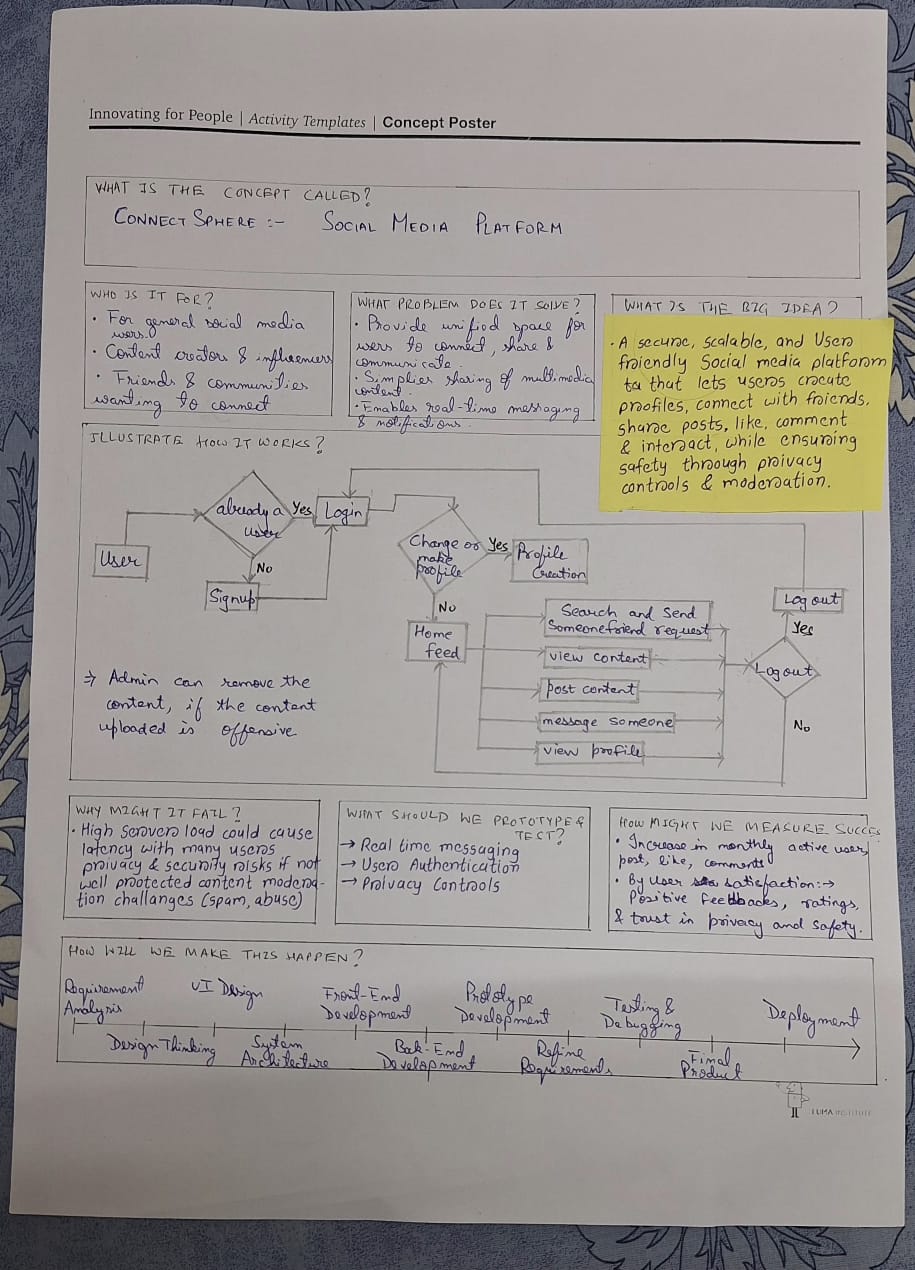 Innovating for People | Activity Templates | Concept Poster
WHAT IS THE CONCEPT CALLED?
CONNECT SPHERE :- SOCIAL MEDIA PLATFORM
WHO IS IT FOR?
• For general social media
users.
• Content creators & influencers
• Friends & communities
wanting to connect
WHAT PROBLEM DOES IT SOLVE?
• Provide unified space for
users to connect, share &
communicate.
• Simplies sharing of multimedia
content.
• Enables real-time messaging
& notifications.
WHAT IS THE BIG IDEA?
• A secure, scalable, and User
friendly Social media platform
ta that lets users create
profiles, connect with friends,
share posts, like, comment
& interact, while ensuring
safety through privacy
controls & moderation.
ILLUSTRATE HOW IT WORKS?
User
already a
user
Yes
Login
No
Signup
Change or
make
profile
Yes
Profile
Creation
No
Home
feed
Search and Send
Someone friend request
view content
post content
message someone
view profile
Log out
Yes
Log out
No
⇒ Admin can remove the
content, if the content
uploaded is offensive
WHY MIGHT IT FAIL?
• High servers load could cause
latency with many users
privacy & security risks if not
well protected content modera-
tion challanges (spam, abuse)
WHAT SHOULD WE PROTOTYPE &
TEST?
→ Real time messaging
→ User Authentication
→ Privacy Controls
HOW MIGHT WE MEASURE SUCCES
• Increase in monthly active user,
post, like, comments
• By User satisfaction:→
Positive Feedbacks, ratings,
& trust in privacy and safety.
HOW WILL WE MAKE THIS HAPPEN?
Requirement
Analysis
Design Thinking
UI Design
System
Architecture
Front-End
Development
Back-End
Development
Prototype
Development
Refine
Requirements
Testing &
Debugging
Final
Product
Deployment
LUMA INSTITUTE